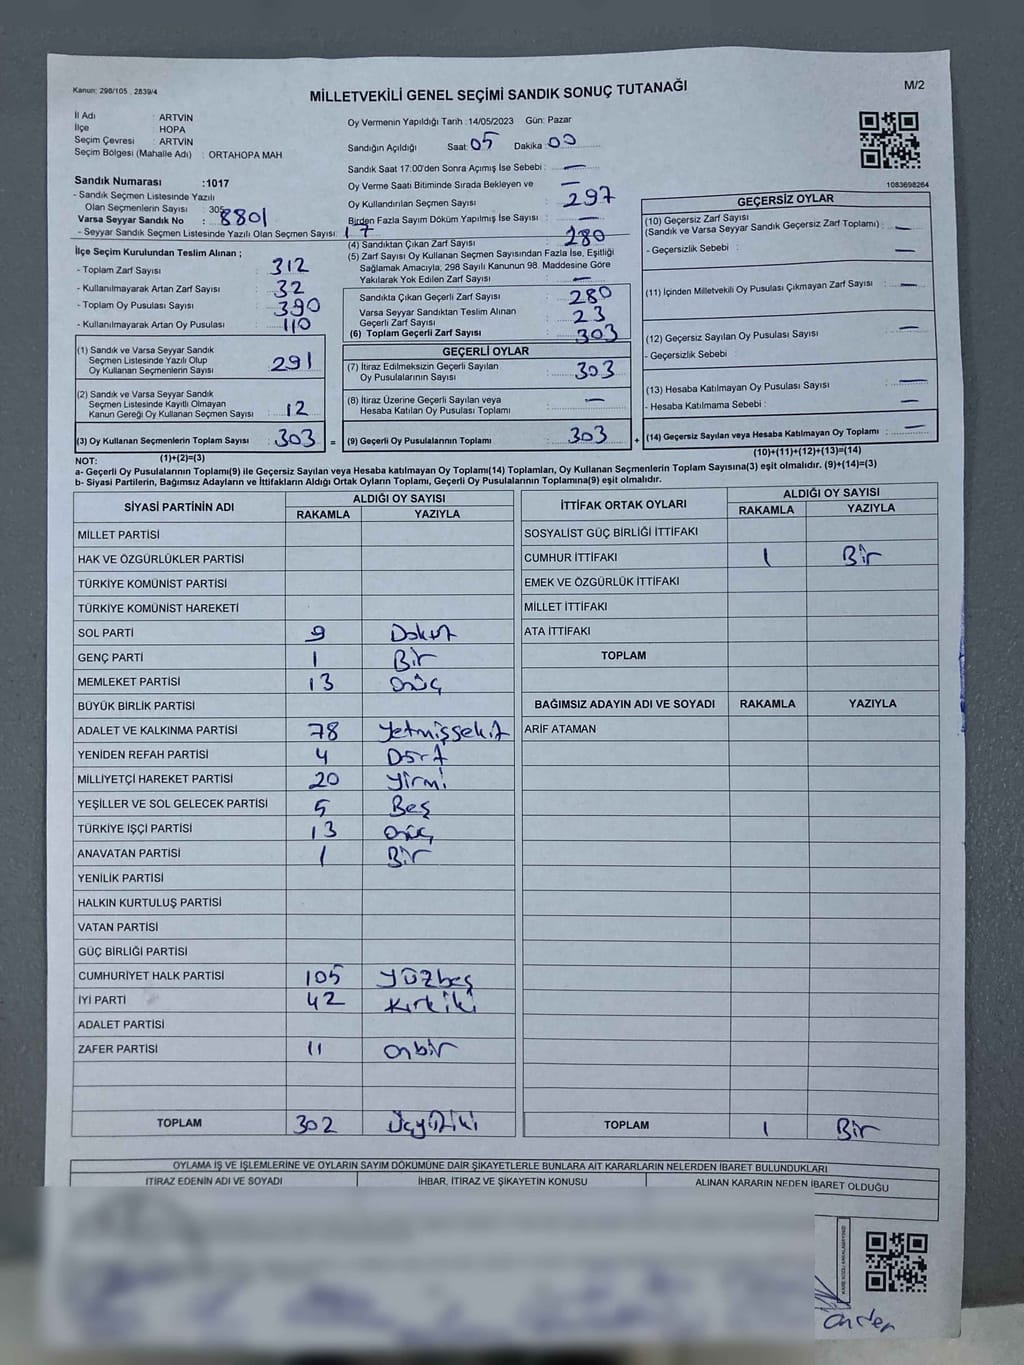 Kanun: 298/105 , 2839/4
MİLLETVEKİLİ GENEL SEÇİMİ SANDIK SONUÇ TUTANAĞI
M/2
İl Adı : ARTVİN
İlçe : HOPA
Seçim Çevresi : ARTVİN
Seçim Bölgesi (Mahalle Adı) : ORTAHOPA MAH
Oy Vermenin Yapıldığı Tarih :14/05/2023 Gün: Pazar
Sandığın Açıldığı Saat: 05 Dakika: 00
Sandık Saat 17:00'den Sonra Açımış İse Sebebi : —
Oy Verme Saati Bitiminde Sırada Bekleyen ve —
Oy Kullandırılan Seçmen Sayısı : 297
Birden Fazla Sayım Döküm Yapılmış İse Sayısı : —
1083698264
Sandık Numarası :1017
- Sandık Seçmen Listesinde Yazılı
Olan Seçmenlerin Sayısı : 305
Varsa Seyyar Sandık No : 8801
- Seyyar Sandık Seçmen Listesinde Yazılı Olan Seçmen Sayısı: 17
İlçe Seçim Kurulundan Teslim Alınan ;
- Toplam Zarf Sayısı : 312
- Kullanılmayarak Artan Zarf Sayısı : 32
- Toplam Oy Pusulası Sayısı : 390
- Kullanılmayarak Artan Oy Pusulası : 110
(1) Sandık ve Varsa Seyyar Sandık
Seçmen Listesinde Yazılı Olup
Oy Kullanan Seçmenlerin Sayısı : 291
(2) Sandık ve Varsa Seyyar Sandık
Seçmen Listesinde Kayıtlı Olmayan
Kanun Gereği Oy Kullanan Seçmen Sayısı : 12
(3) Oy Kullanan Seçmenlerin Toplam Sayısı : 303 =
(1)+(2)=(3)
(4) Sandıktan Çıkan Zarf Sayısı : 280
(5) Zarf Sayısı Oy Kullanan Seçmen Sayısından Fazla İse, Eşitliği
Sağlamak Amacıyla, 298 Sayılı Kanunun 98. Maddesine Göre
Yakılarak Yok Edilen Zarf Sayısı : —
Sandıkta Çıkan Geçerli Zarf Sayısı : 280
Varsa Seyyar Sandıktan Teslim Alınan
Geçerli Zarf Sayısı : 23
(6) Toplam Geçerli Zarf Sayısı : 303
GEÇERLİ OYLAR
(7) İtiraz Edilmeksizin Geçerli Sayılan
Oy Pusulalarının Sayısı : 303
(8) İtiraz Üzerine Geçerli Sayılan veya
Hesaba Katılan Oy Pusulası Toplamı : —
(9) Geçerli Oy Pusulalarının Toplamı : 303 +
GEÇERSİZ OYLAR
(10) Geçersiz Zarf Sayısı
(Sandık ve Varsa Seyyar Sandık Geçersiz Zarf Toplamı) : —
- Geçersizlik Sebebi : —
(11) İçinden Milletvekili Oy Pusulası Çıkmayan Zarf Sayısı : —
(12) Geçersiz Sayılan Oy Pusulası Sayısı : —
- Geçersizlik Sebebi :
(13) Hesaba Katılmayan Oy Pusulası Sayısı : —
- Hesaba Katılmama Sebebi : —
(14) Geçersiz Sayılan veya Hesaba Katılmayan Oy Toplamı : —
(10)+(11)+(12)+(13)=(14)
NOT:
a- Geçerli Oy Pusulalarının Toplamı(9) ile Geçersiz Sayılan veya Hesaba katılmayan Oy Toplamı(14) Toplamları, Oy Kullanan Seçmenlerin Toplam Sayısına(3) eşit olmalıdır. (9)+(14)=(3)
b- Siyasi Partilerin, Bağımsız Adayların ve İttifakların Aldığı Ortak Oyların Toplamı, Geçerli Oy Pusulalarının Toplamına(9) eşit olmalıdır.
SİYASİ PARTİNİN ADI ALDIĞI OY SAYISI
RAKAMLA YAZIYLA
MİLLET PARTİSİ
HAK VE ÖZGÜRLÜKLER PARTİSİ
TÜRKİYE KOMÜNİST PARTİSİ
TÜRKİYE KOMÜNİST HAREKETİ
SOL PARTİ 9 Dokuz
GENÇ PARTİ 1 Bir
MEMLEKET PARTİSİ 13 onüç
BÜYÜK BİRLİK PARTİSİ
ADALET VE KALKINMA PARTİSİ 78 yetmişsekiz
YENİDEN REFAH PARTİSİ 4 Dört
MİLLİYETÇİ HAREKET PARTİSİ 20 yirmi
YEŞİLLER VE SOL GELECEK PARTİSİ 5 Beş
TÜRKİYE İŞÇİ PARTİSİ 13 onüç
ANAVATAN PARTİSİ 1 Bir
YENİLİK PARTİSİ
HALKIN KURTULUŞ PARTİSİ
VATAN PARTİSİ
GÜÇ BİRLİĞİ PARTİSİ
CUMHURİYET HALK PARTİSİ 105 yüzbeş
İYİ PARTİ 42 kırkiki
ADALET PARTİSİ
ZAFER PARTİSİ 11 onbir
TOPLAM 302 Üçyüziki
İTTİFAK ORTAK OYLARI ALDIĞI OY SAYISI
RAKAMLA YAZIYLA
SOSYALİST GÜÇ BİRLİĞİ İTTİFAKI
CUMHUR İTTİFAKI 1 Bir
EMEK VE ÖZGÜRLÜK İTTİFAKI
MİLLET İTTİFAKI
ATA İTTİFAKI
TOPLAM
BAĞIMSIZ ADAYIN ADI VE SOYADI RAKAMLA YAZIYLA
ARİF ATAMAN
TOPLAM 1 Bir
OYLAMA İŞ VE İŞLEMLERİNE VE OYLARIN SAYIM DÖKÜMÜNE DAİR ŞİKAYETLERLE BUNLARA AİT KARARLARIN NELERDEN İBARET BULUNDUKLARI
İTİRAZ EDENİN ADI VE SOYADI İHBAR, İTİRAZ VE ŞİKAYETİN KONUSU ALINAN KARARIN NEDEN İBARET OLDUĞU